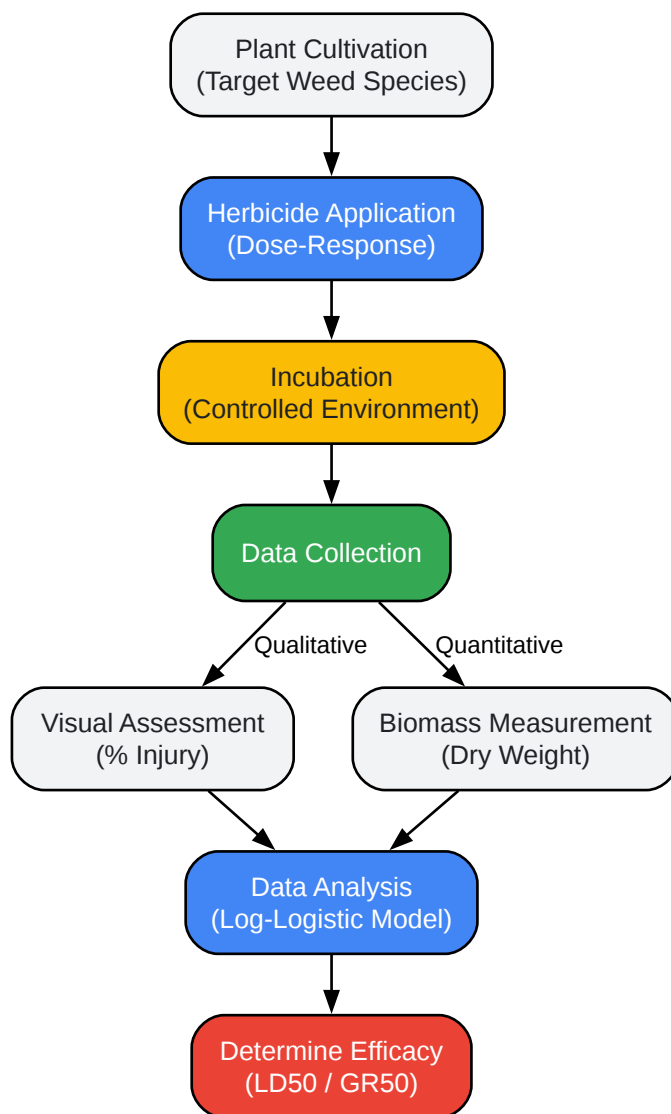 Plant Cultivation
(Target Weed Species)
Herbicide Application
(Dose-Response)
Incubation
(Controlled Environment)
Data Collection
Qualitative
Quantitative
Visual Assessment
(% Injury)
Biomass Measurement
(Dry Weight)
Data Analysis
(Log-Logistic Model)
Determine Efficacy
(LD50 / GR50)